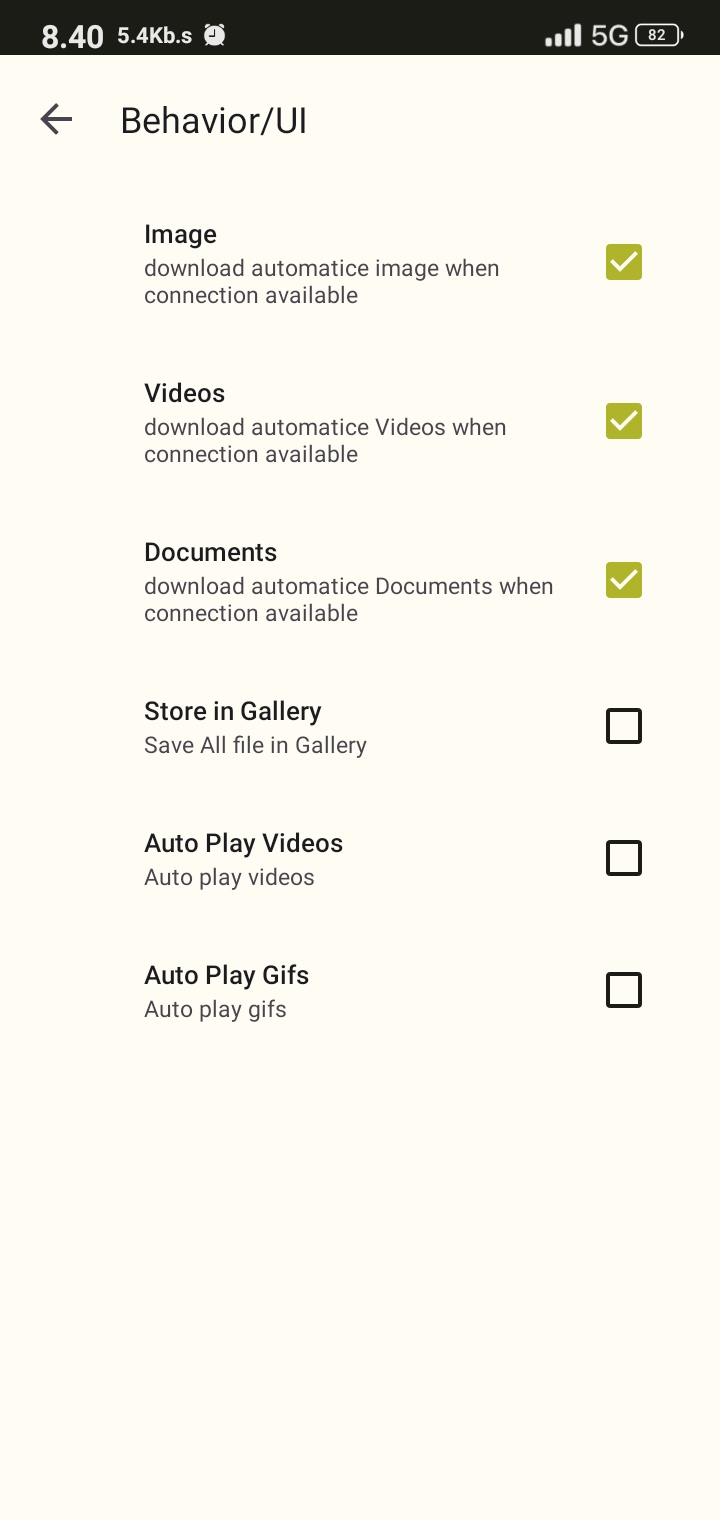 8.40 5.4Kb.s 5G 82
Behavior/UI
Image
download automatice image when
connection available
Videos
download automatice Videos when
connection available
Documents
download automatice Documents when
connection available
Store in Gallery
Save All file in Gallery
Auto Play Videos
Auto play videos
Auto Play Gifs
Auto play gifs